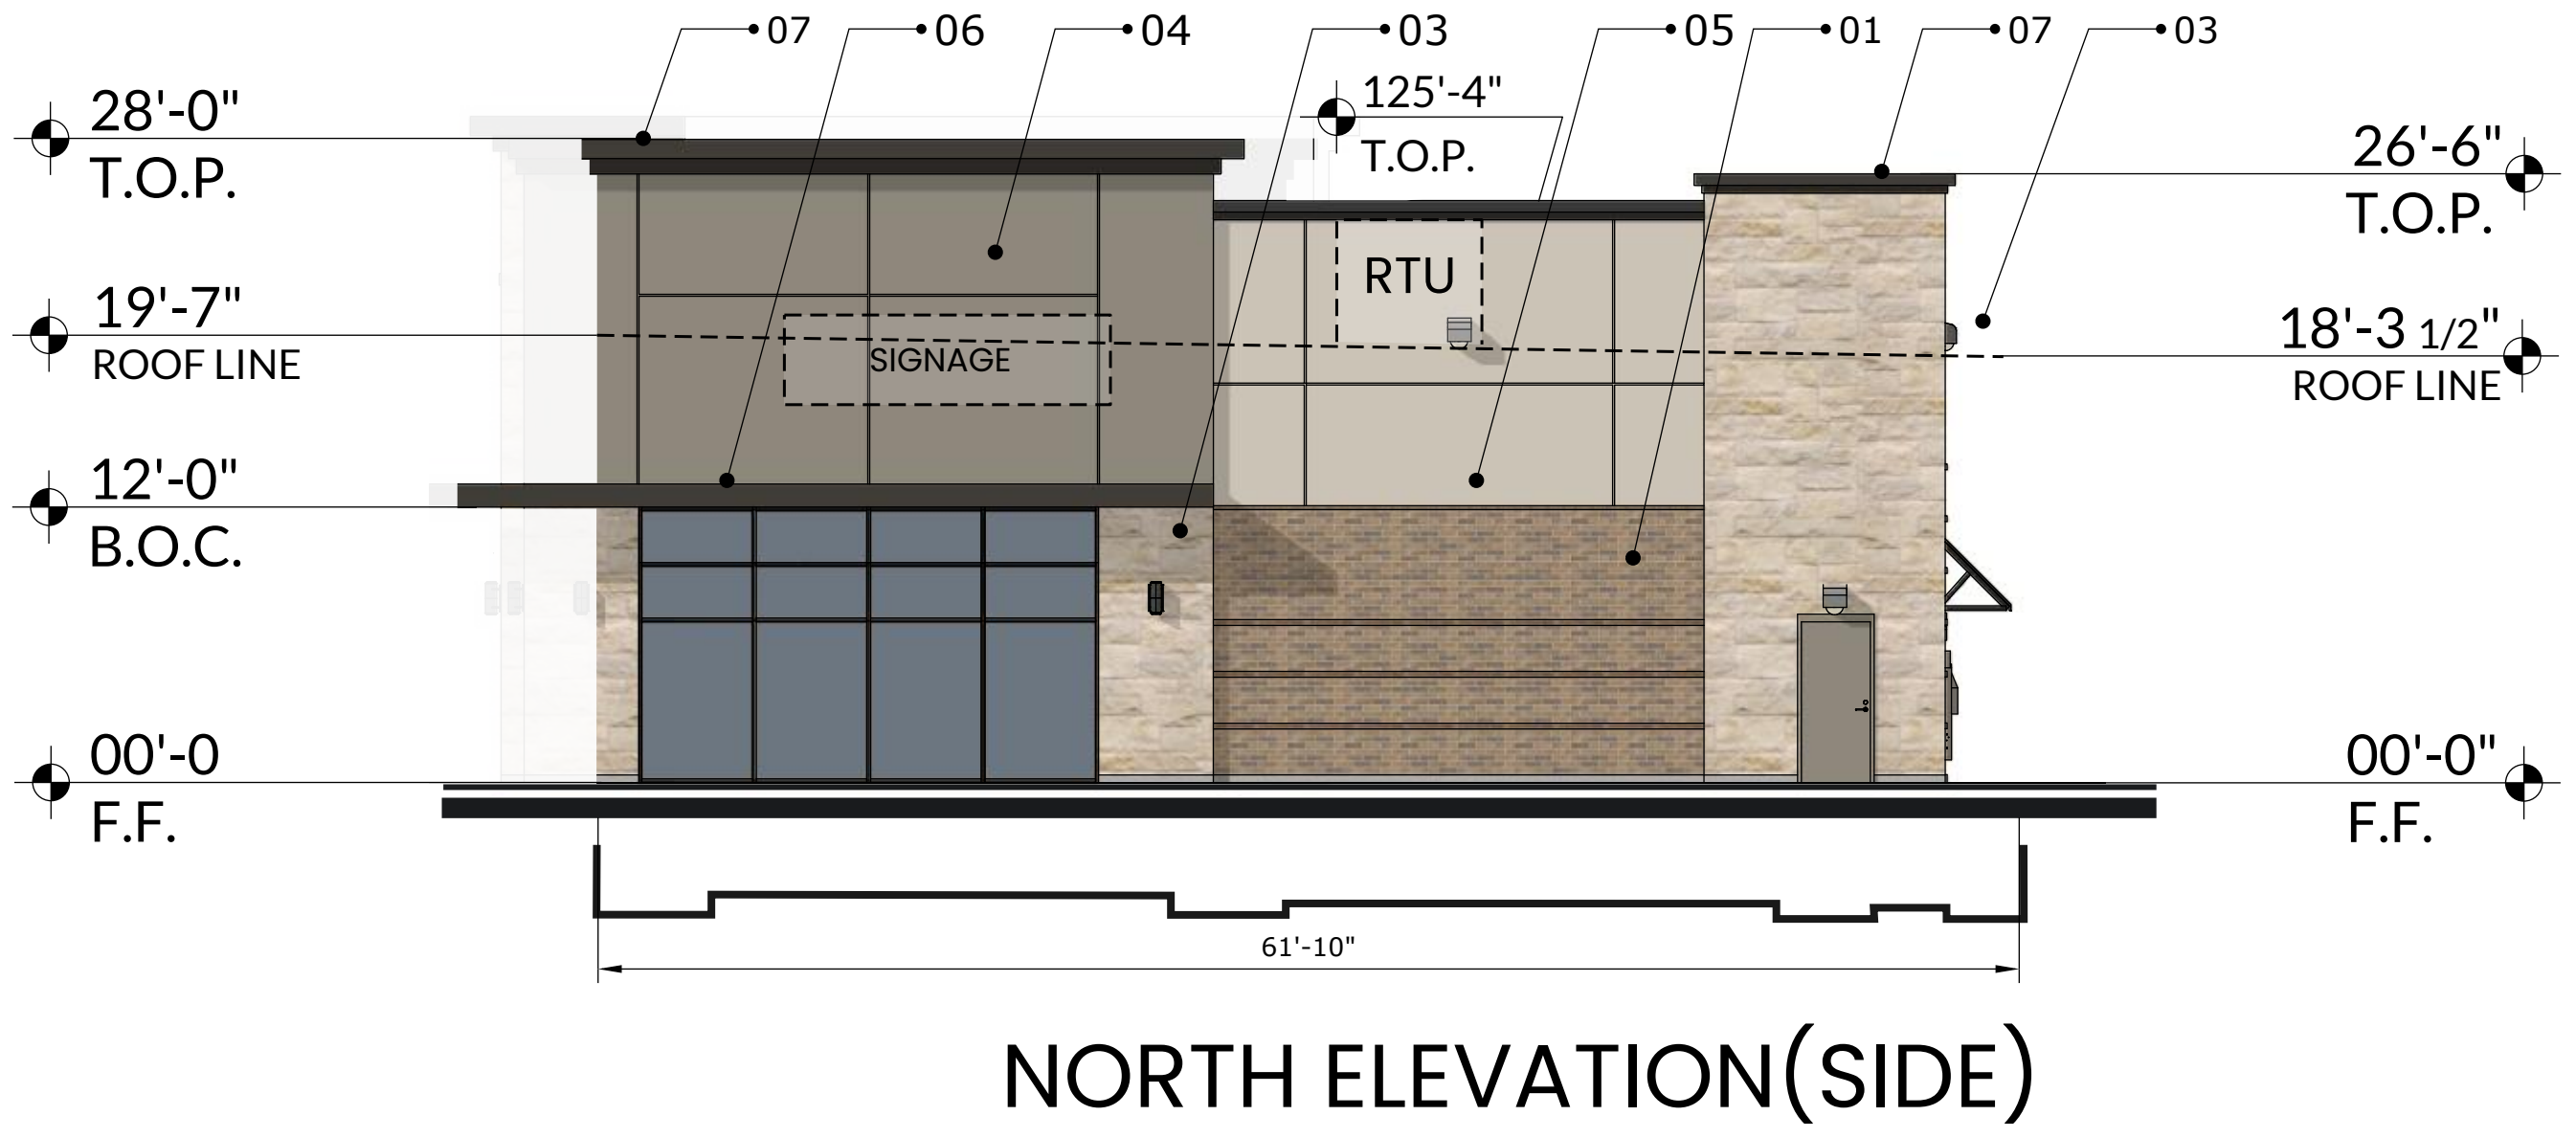 07
06
04
03
05
01
07
03
28'-0"
T.O.P.
125'-4"
T.O.P.
26'-6"
T.O.P.
RTU
19'-7"
ROOF LINE
SIGNAGE
18'-3 1/2"
ROOF LINE
12'-0"
B.O.C.
00'-0
F.F.
00'-0"
F.F.
61'-10"
NORTH ELEVATION(SIDE)